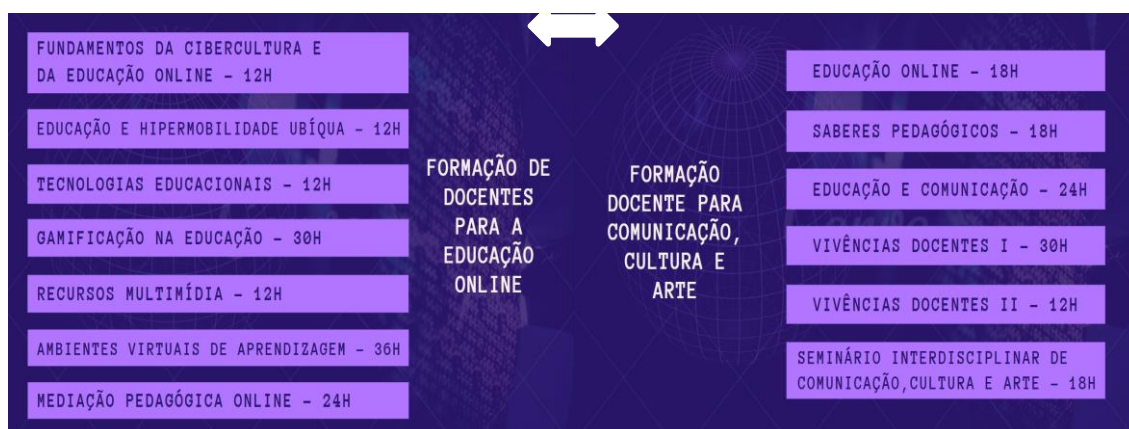 FUNDAMENTOS DA CIBERCULTURA E
DA EDUCAÇÃO ONLINE – 12H
EDUCAÇÃO E HIPERMOBILIDADE UBÍQUA – 12H
TECNOLOGIAS EDUCACIONAIS – 12H
GAMIFICAÇÃO NA EDUCAÇÃO – 30H
RECURSOS MULTIMÍDIA – 12H
AMBIENTES VIRTUAIS DE APRENDIZAGEM – 36H
MEDIAÇÃO PEDAGÓGICA ONLINE – 24H
FORMAÇÃO DE
DOCENTES
PARA A
EDUCAÇÃO
ONLINE
FORMAÇÃO
DOCENTE PARA
COMUNICAÇÃO,
CULTURA E
ARTE
EDUCAÇÃO ONLINE – 18H
SABERES PEDAGÓGICOS – 18H
EDUCAÇÃO E COMUNICAÇÃO – 24H
VIVÊNCIAS DOCENTES I – 30H
VIVÊNCIAS DOCENTES II – 12H
SEMINÁRIO INTERDISCIPLINAR DE
COMUNICAÇÃO,CULTURA E ARTE – 18H